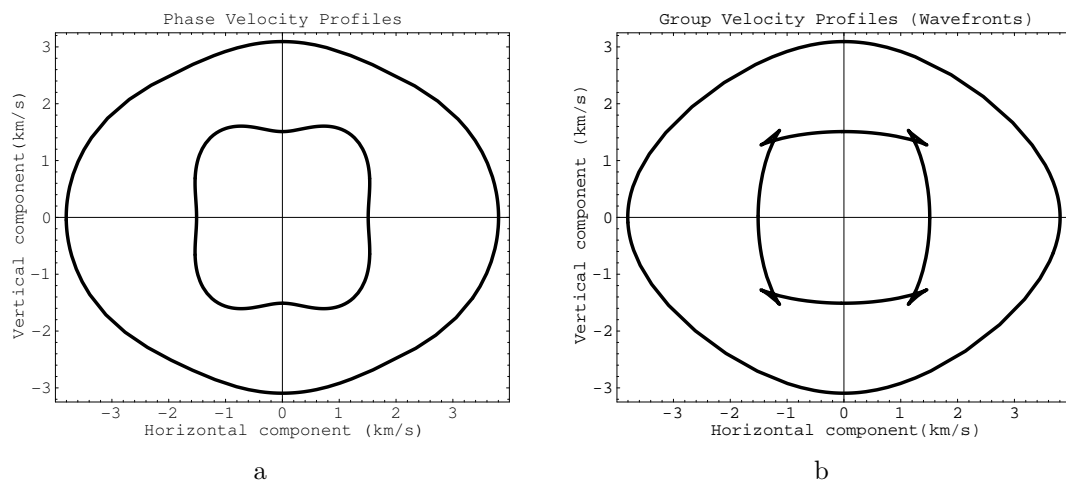 Phase Velocity Profiles
Vertical component(km/s)
3
2
1
0
-1
-2
-3
-3 -2 -1 0 1 2 3
Horizontal component (km/s)
a
Group Velocity Profiles (Wavefronts)
Vertical component (km/s)
3
2
1
0
-1
-2
-3
-3 -2 -1 0 1 2 3
Horizontal component(km/s)
b